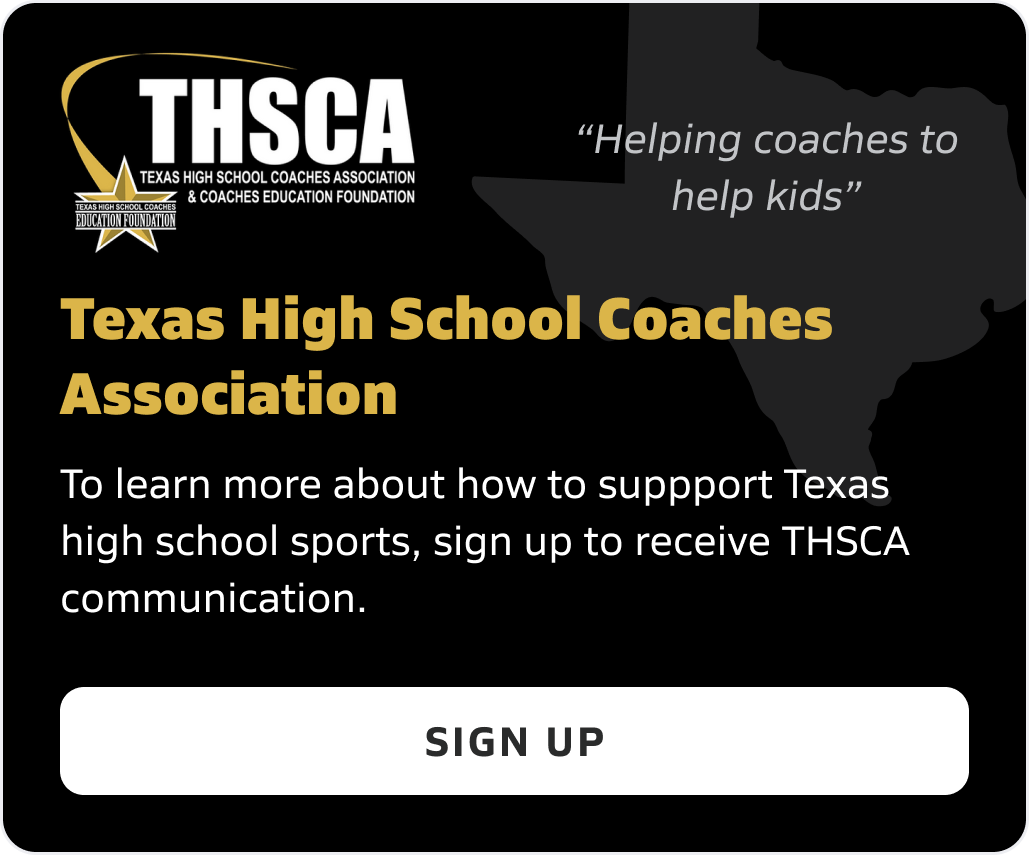 THSCA
TEXAS HIGH SCHOOL COACHES ASSOCIATION
& COACHES EDUCATION FOUNDATION
TEXAS HIGH SCHOOL COACHES
EDUCATION FOUNDATION
“Helping coaches to
help kids”
Texas High School Coaches
Association
To learn more about how to suppport Texas
high school sports, sign up to receive THSCA
communication.
SIGN UP